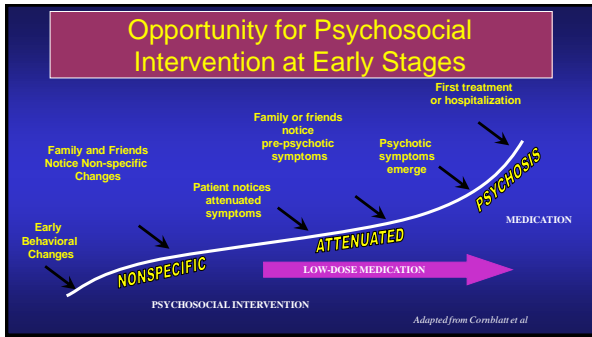 Opportunity for Psychosocial
Intervention at Early Stages
First treatment
or hospitalization
Family or friends
notice
pre-psychotic
symptoms
Family and Friends
Notice Non-specific
Changes
Psychotic
symptoms
emerge
Patient notices
attenuated
symptoms
Early
Behavioral
Changes
NONSPECIFIC
ATTENUATED
PSYCHOSIS
MEDICATION
LOW-DOSE MEDICATION
PSYCHOSOCIAL INTERVENTION
Adapted from Cornblatt et al